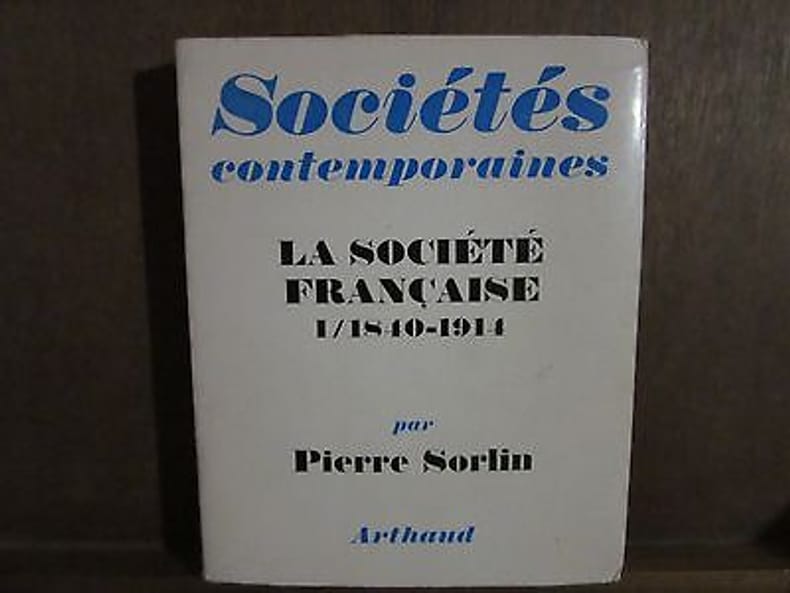 Sociétés
contemporaines
LA SOCIÉTÉ
FRANÇAISE
1/1840-1914
par
Pierre Sorlin
Arthaud